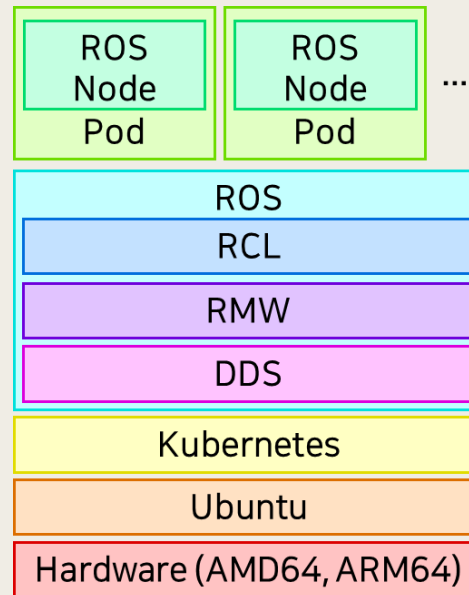 ROS
Node
Pod
ROS
Node
Pod
...
ROS
RCL
RMW
DDS
Kubernetes
Ubuntu
Hardware (AMD64, ARM64)